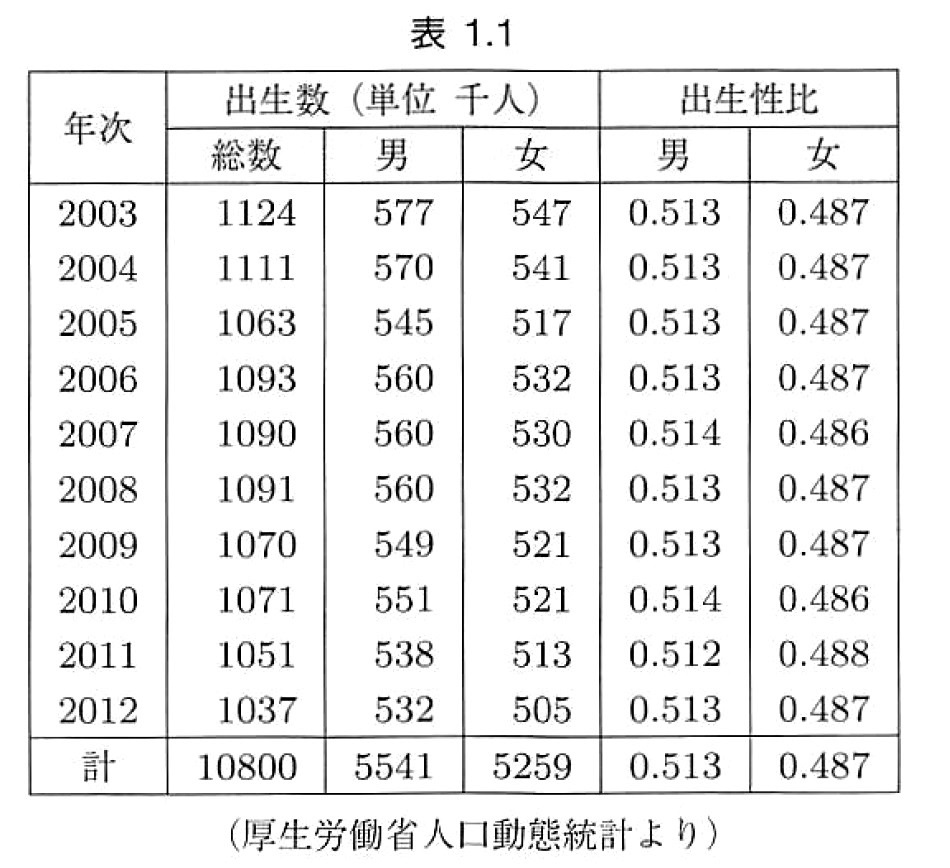 表 1.1
年次 出生数 (単位 千人) 出生性比
総数 男 女 男 女
2003 1124 577 547 0.513 0.487
2004 1111 570 541 0.513 0.487
2005 1063 545 517 0.513 0.487
2006 1093 560 532 0.513 0.487
2007 1090 560 530 0.514 0.486
2008 1091 560 532 0.513 0.487
2009 1070 549 521 0.513 0.487
2010 1071 551 521 0.514 0.486
2011 1051 538 513 0.512 0.488
2012 1037 532 505 0.513 0.487
計 10800 5541 5259 0.513 0.487
(厚生労働省人口動態統計より)